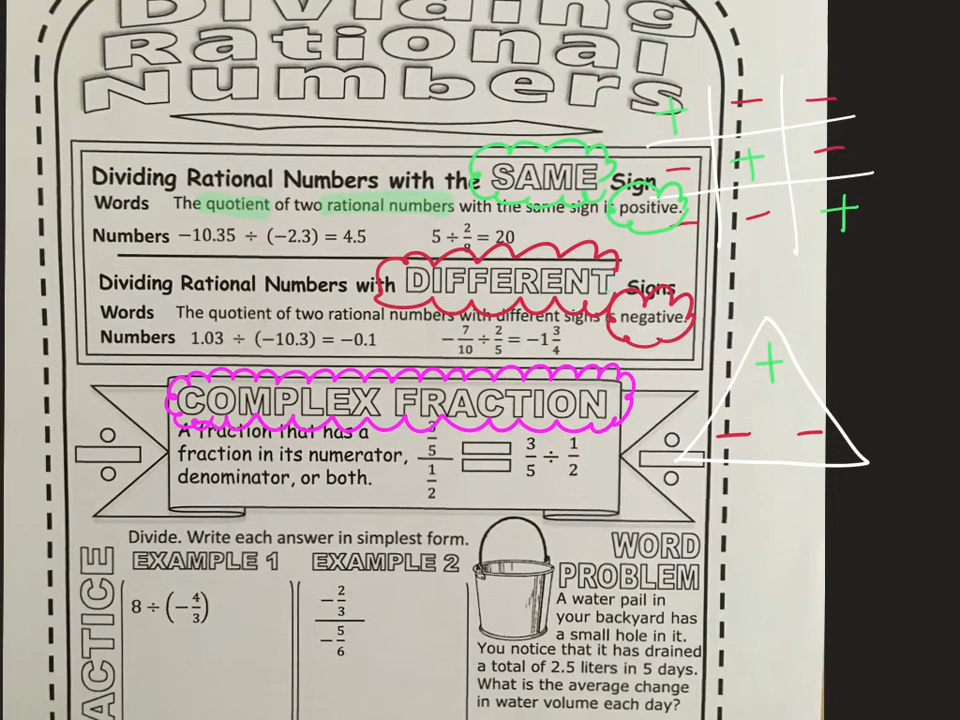 Dividing
Rational
Numbers
Dividing Rational Numbers with the SAME Sign
Words The quotient of two rational numbers with the same sign is positive.
Numbers −10.35 ÷ (−2.3) = 4.5 5 ÷ 2/8 = 20
Dividing Rational Numbers with DIFFERENT Signs
Words The quotient of two rational numbers with different signs is negative.
Numbers 1.03 ÷ (−10.3) = −0.1 −7/10 ÷ 2/5 = −1 3/4
COMPLEX FRACTION
A fraction that has a
fraction in its numerator,
denominator, or both.
3/5 / 1/2 = 3/5 ÷ 1/2
+ − −
− + −
− − +
+
− −
PRACTICE
Divide. Write each answer in simplest form.
EXAMPLE 1 EXAMPLE 2
8 ÷ (−4/3)
−2/3
−5/6
WORD
PROBLEM
A water pail in
your backyard has
a small hole in it.
You notice that it has drained
a total of 2.5 liters in 5 days.
What is the average change
in water volume each day?